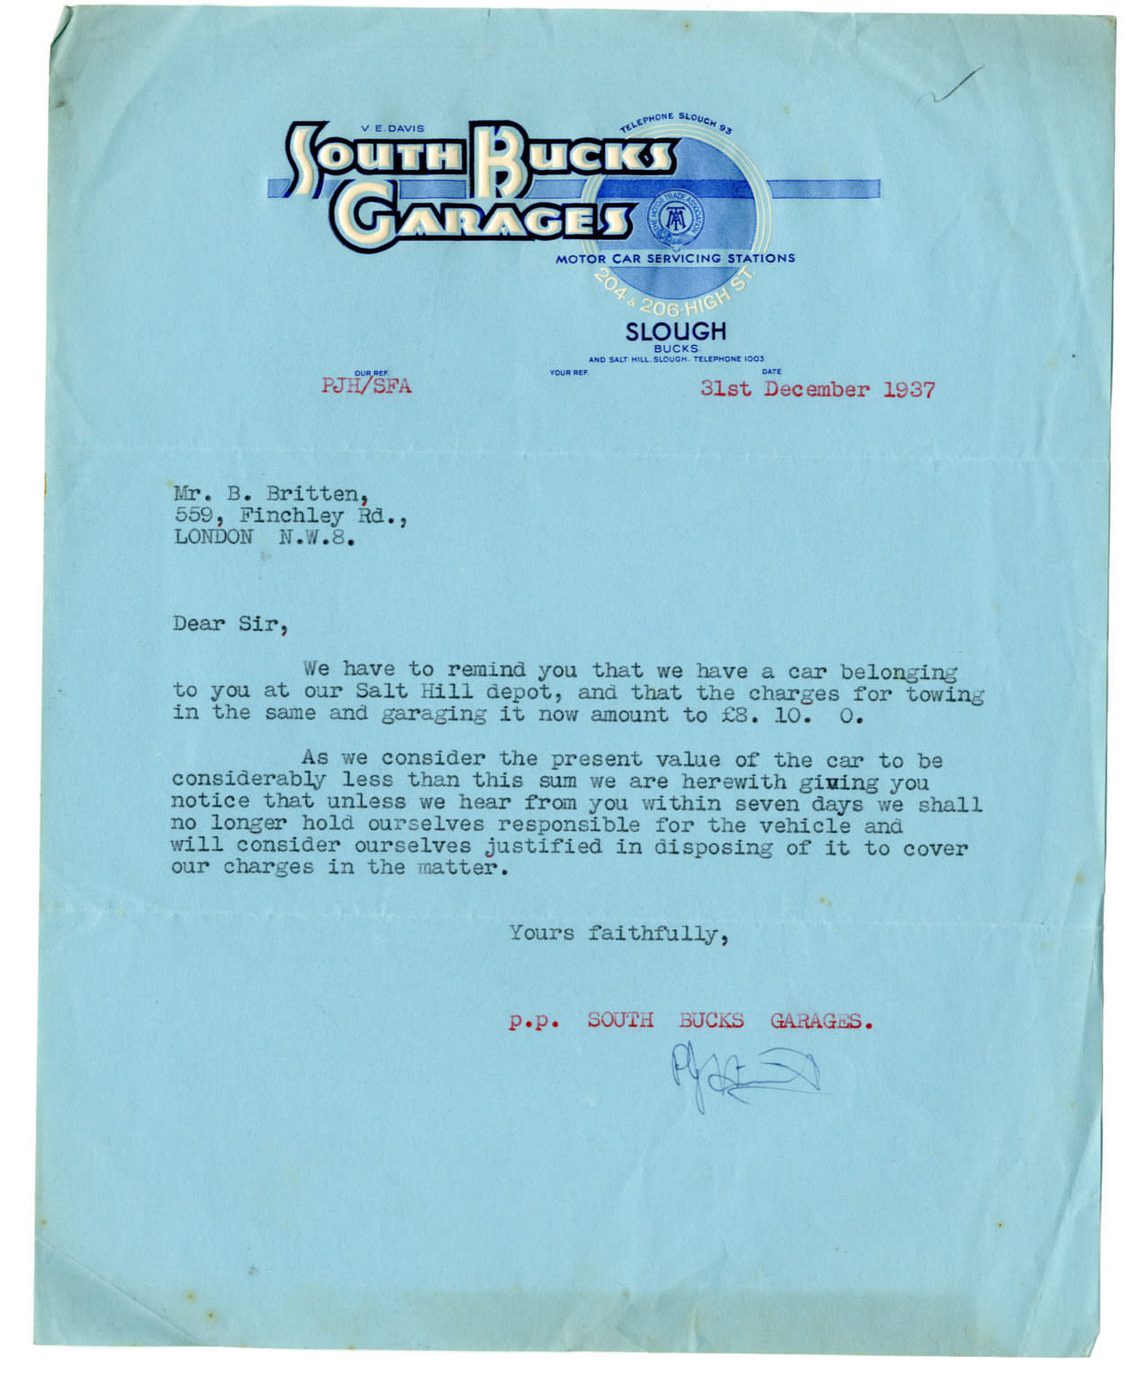 V. E. DAVIS
TELEPHONE SLOUGH 93
SOUTH BUCKS
GARAGES
THE MOTOR TRADE ASSOCIATION
MOTOR CAR SERVICING STATIONS
204 & 206 HIGH ST.
SLOUGH
BUCKS.
AND SALT HILL, SLOUGH. TELEPHONE 1003
OUR REF. YOUR REF. DATE
PJH/SFA 31st December 1937
Mr. B. Britten,
559, Finchley Rd.,
LONDON N.W.8.
Dear Sir,
We have to remind you that we have a car belonging
to you at our Salt Hill depot, and that the charges for towing
in the same and garaging it now amount to £8. 10. 0.
As we consider the present value of the car to be
considerably less than this sum we are herewith giving you
notice that unless we hear from you within seven days we shall
no longer hold ourselves responsible for the vehicle and
will consider ourselves justified in disposing of it to cover
our charges in the matter.
Yours faithfully,
p.p. SOUTH BUCKS GARAGES.